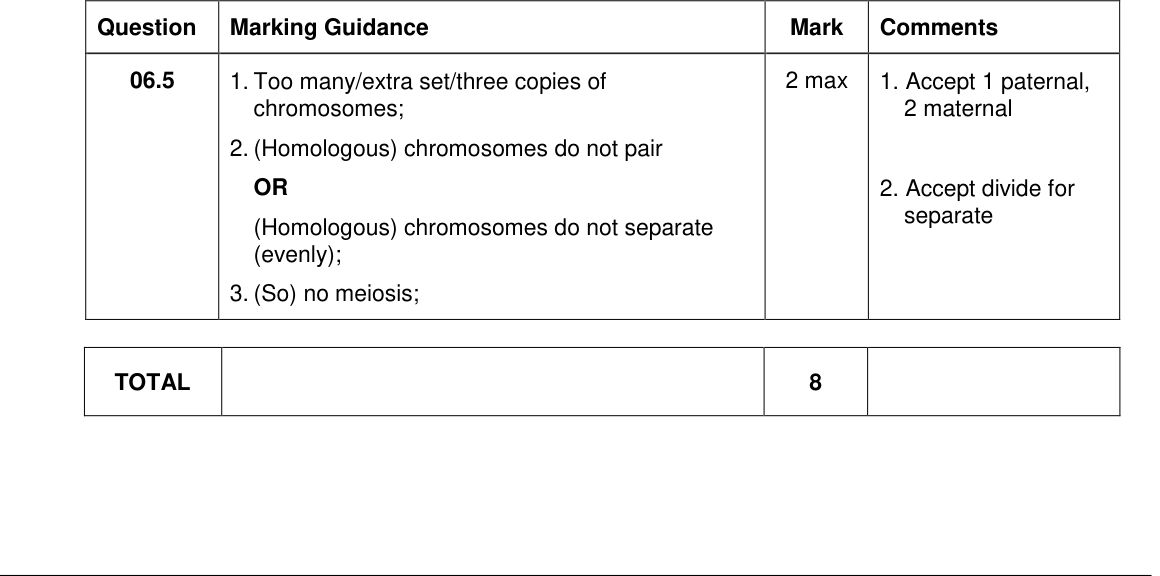 Question Marking Guidance Mark Comments
06.5 1. Too many/extra set/three copies of 2 max 1. Accept 1 paternal,
chromosomes; 2 maternal
2. (Homologous) chromosomes do not pair
OR 2. Accept divide for
separate
(Homologous) chromosomes do not separate
(evenly);
3. (So) no meiosis;
TOTAL 8